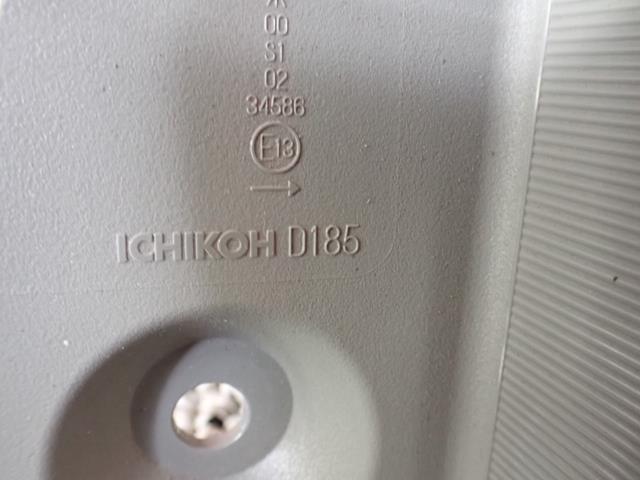 00
S1
02
34586
E13
→
ICHIKOH D185